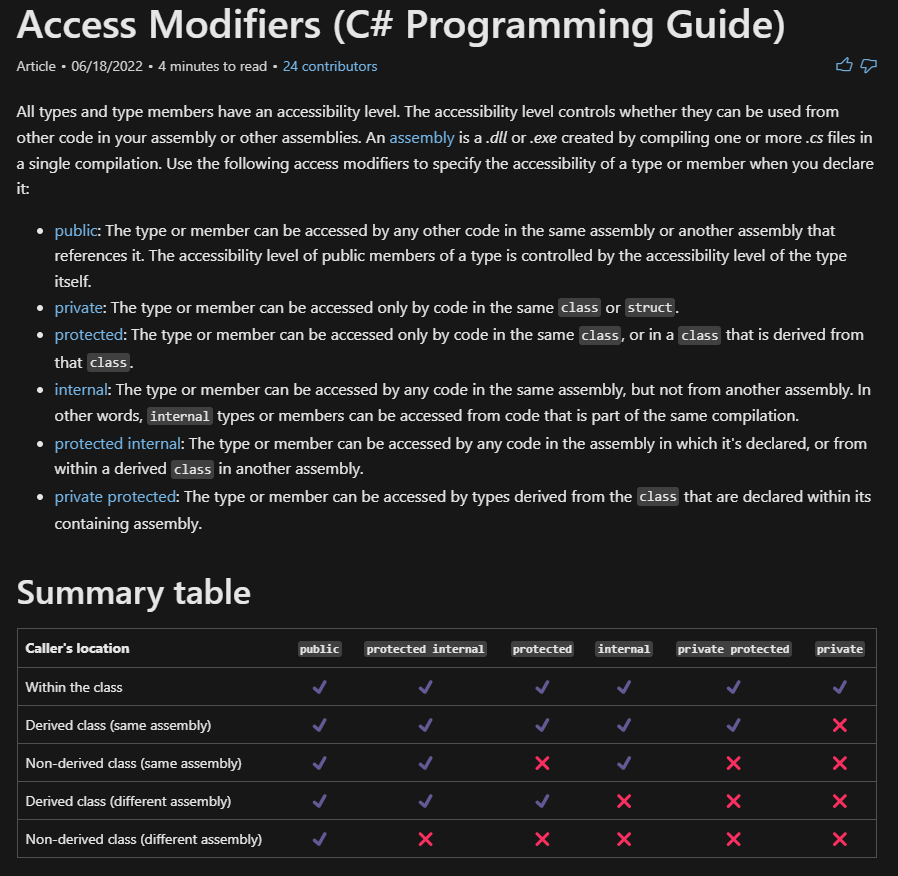 Access Modifiers (C# Programming Guide)
Article • 06/18/2022 • 4 minutes to read • 24 contributors
All types and type members have an accessibility level. The accessibility level controls whether they can be used from
other code in your assembly or other assemblies. An assembly is a .dll or .exe created by compiling one or more .cs files in
a single compilation. Use the following access modifiers to specify the accessibility of a type or member when you declare
it:
• public: The type or member can be accessed by any other code in the same assembly or another assembly that
references it. The accessibility level of public members of a type is controlled by the accessibility level of the type
itself.
• private: The type or member can be accessed only by code in the same class or struct.
• protected: The type or member can be accessed only by code in the same class, or in a class that is derived from
that class.
• internal: The type or member can be accessed by any code in the same assembly, but not from another assembly. In
other words, internal types or members can be accessed from code that is part of the same compilation.
• protected internal: The type or member can be accessed by any code in the assembly in which it's declared, or from
within a derived class in another assembly.
• private protected: The type or member can be accessed by types derived from the class that are declared within its
containing assembly.
Summary table
Caller's location public protected internal protected internal private protected private
Within the class ✔ ✔ ✔ ✔ ✔ ✔
Derived class (same assembly) ✔ ✔ ✔ ✔ ✔ ❌
Non-derived class (same assembly) ✔ ✔ ❌ ✔ ❌ ❌
Derived class (different assembly) ✔ ✔ ✔ ❌ ❌ ❌
Non-derived class (different assembly) ✔ ❌ ❌ ❌ ❌ ❌